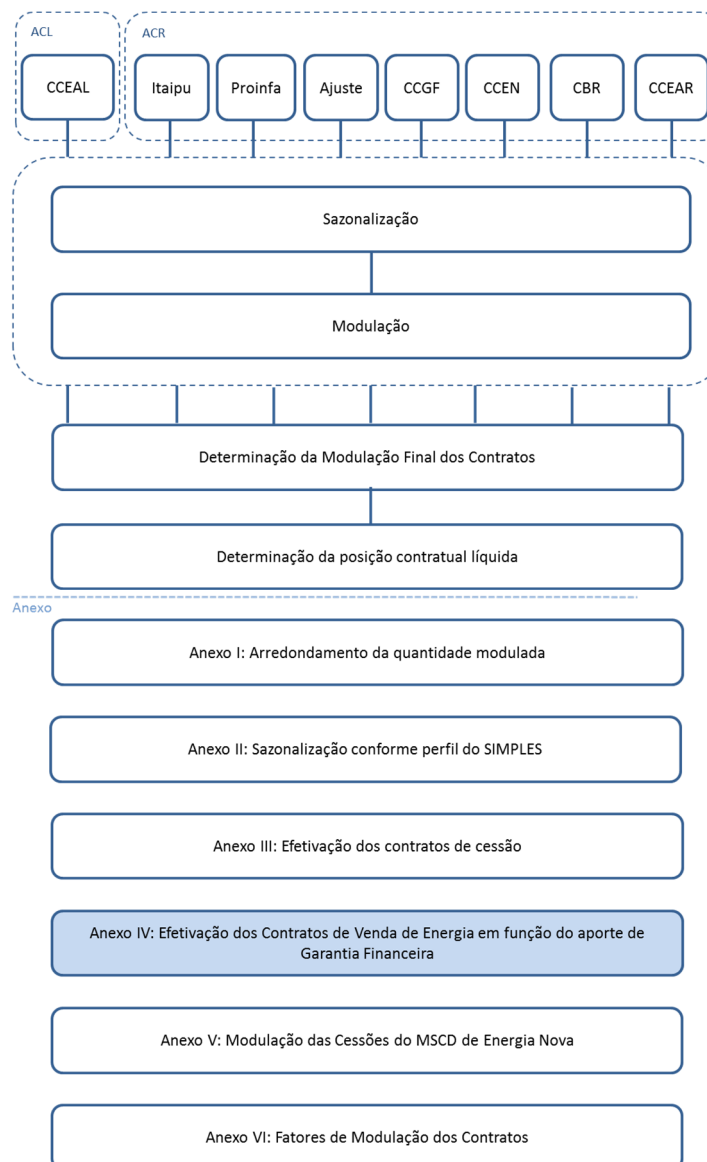 ACL
ACR
CCEAL
Itaipu
Proinfa
Ajuste
CCGF
CCEN
CBR
CCEAR
Sazonalização
Modulação
Determinação da Modulação Final dos Contratos
Determinação da posição contratual líquida
Anexo
Anexo I: Arredondamento da quantidade modulada
Anexo II: Sazonalização conforme perfil do SIMPLES
Anexo III: Efetivação dos contratos de cessão
Anexo IV: Efetivação dos Contratos de Venda de Energia em função do aporte de
Garantia Financeira
Anexo V: Modulação das Cessões do MSCD de Energia Nova
Anexo VI: Fatores de Modulação dos Contratos